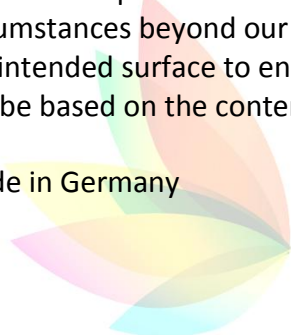 umstances beyond our
intended surface to en
be based on the conte
de in Germany